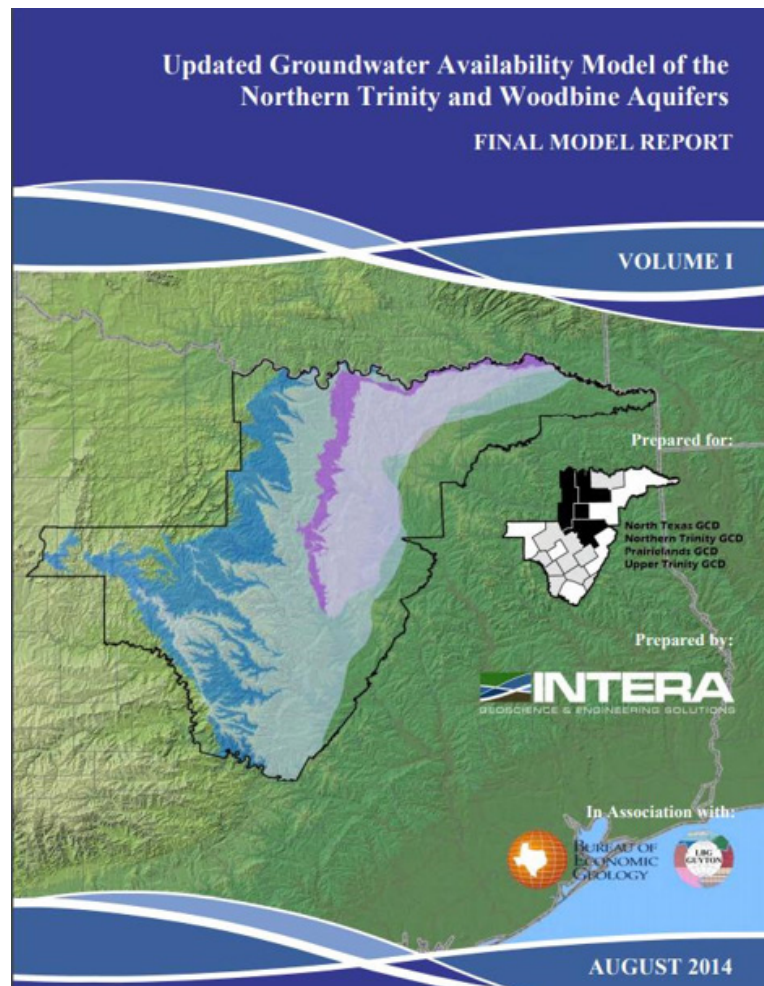 Updated Groundwater Availability Model of the
Northern Trinity and Woodbine Aquifers
FINAL MODEL REPORT
VOLUME I
Prepared for:
North Texas GCD
Northern Trinity GCD
Prairielands GCD
Upper Trinity GCD
Prepared by:
INTERA
GEOSCIENCE & ENGINEERING SOLUTIONS
In Association with:
BUREAU OF
ECONOMIC
GEOLOGY
LBG
GUYTON
AUGUST 2014